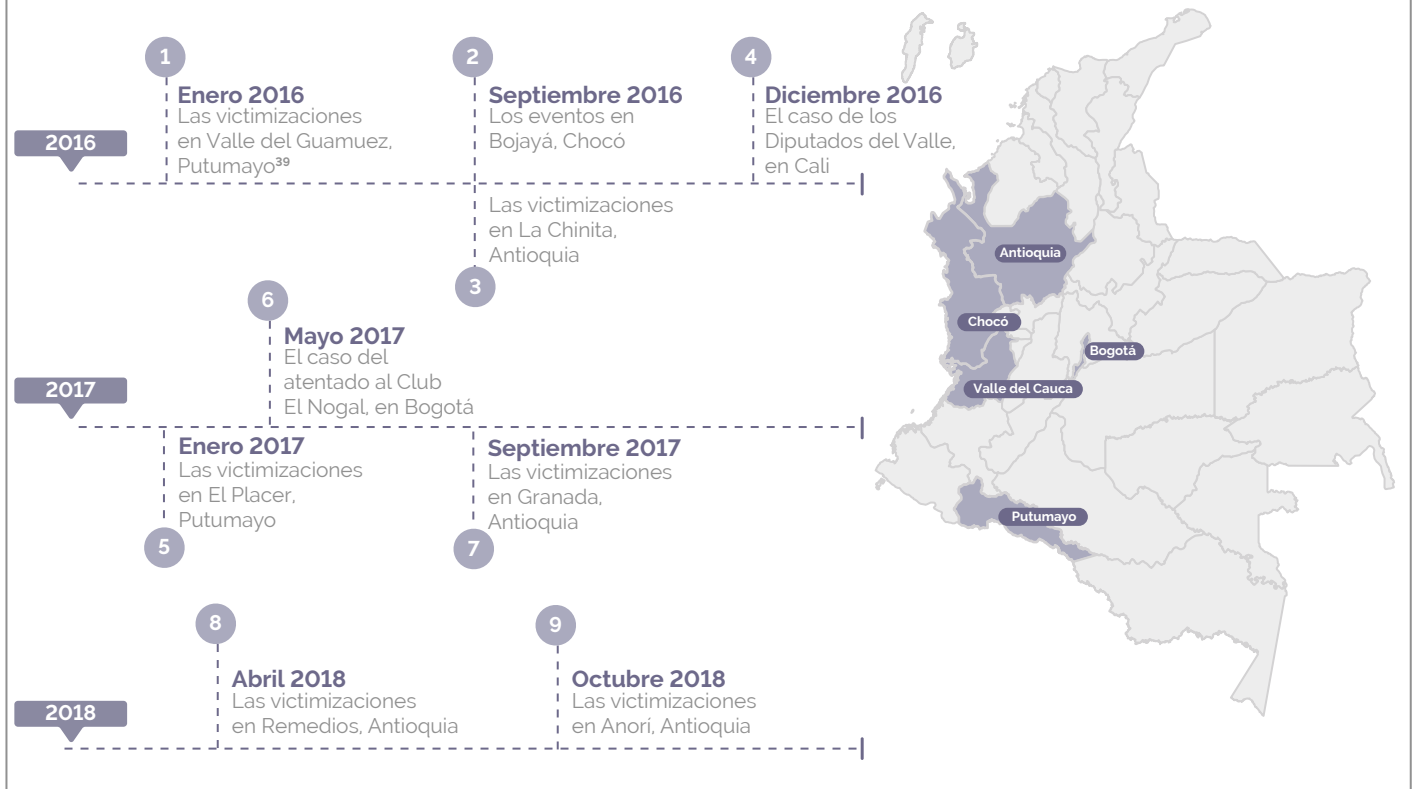 2016
1
Enero 2016
Las victimizaciones
en Valle del Guamuez,
Putumayo³⁹
2
Septiembre 2016
Los eventos en
Bojayá, Chocó
Las victimizaciones
en La Chinita,
Antioquia
3
4
Diciembre 2016
El caso de los
Diputados del Valle,
en Cali
2017
5
Enero 2017
Las victimizaciones
en El Placer,
Putumayo
6
Mayo 2017
El caso del
atentado al Club
El Nogal, en Bogotá
7
Septiembre 2017
Las victimizaciones
en Granada,
Antioquia
2018
8
Abril 2018
Las victimizaciones
en Remedios, Antioquia
9
Octubre 2018
Las victimizaciones
en Anorí, Antioquia
Antioquia
Chocó
Bogotá
Valle del Cauca
Putumayo